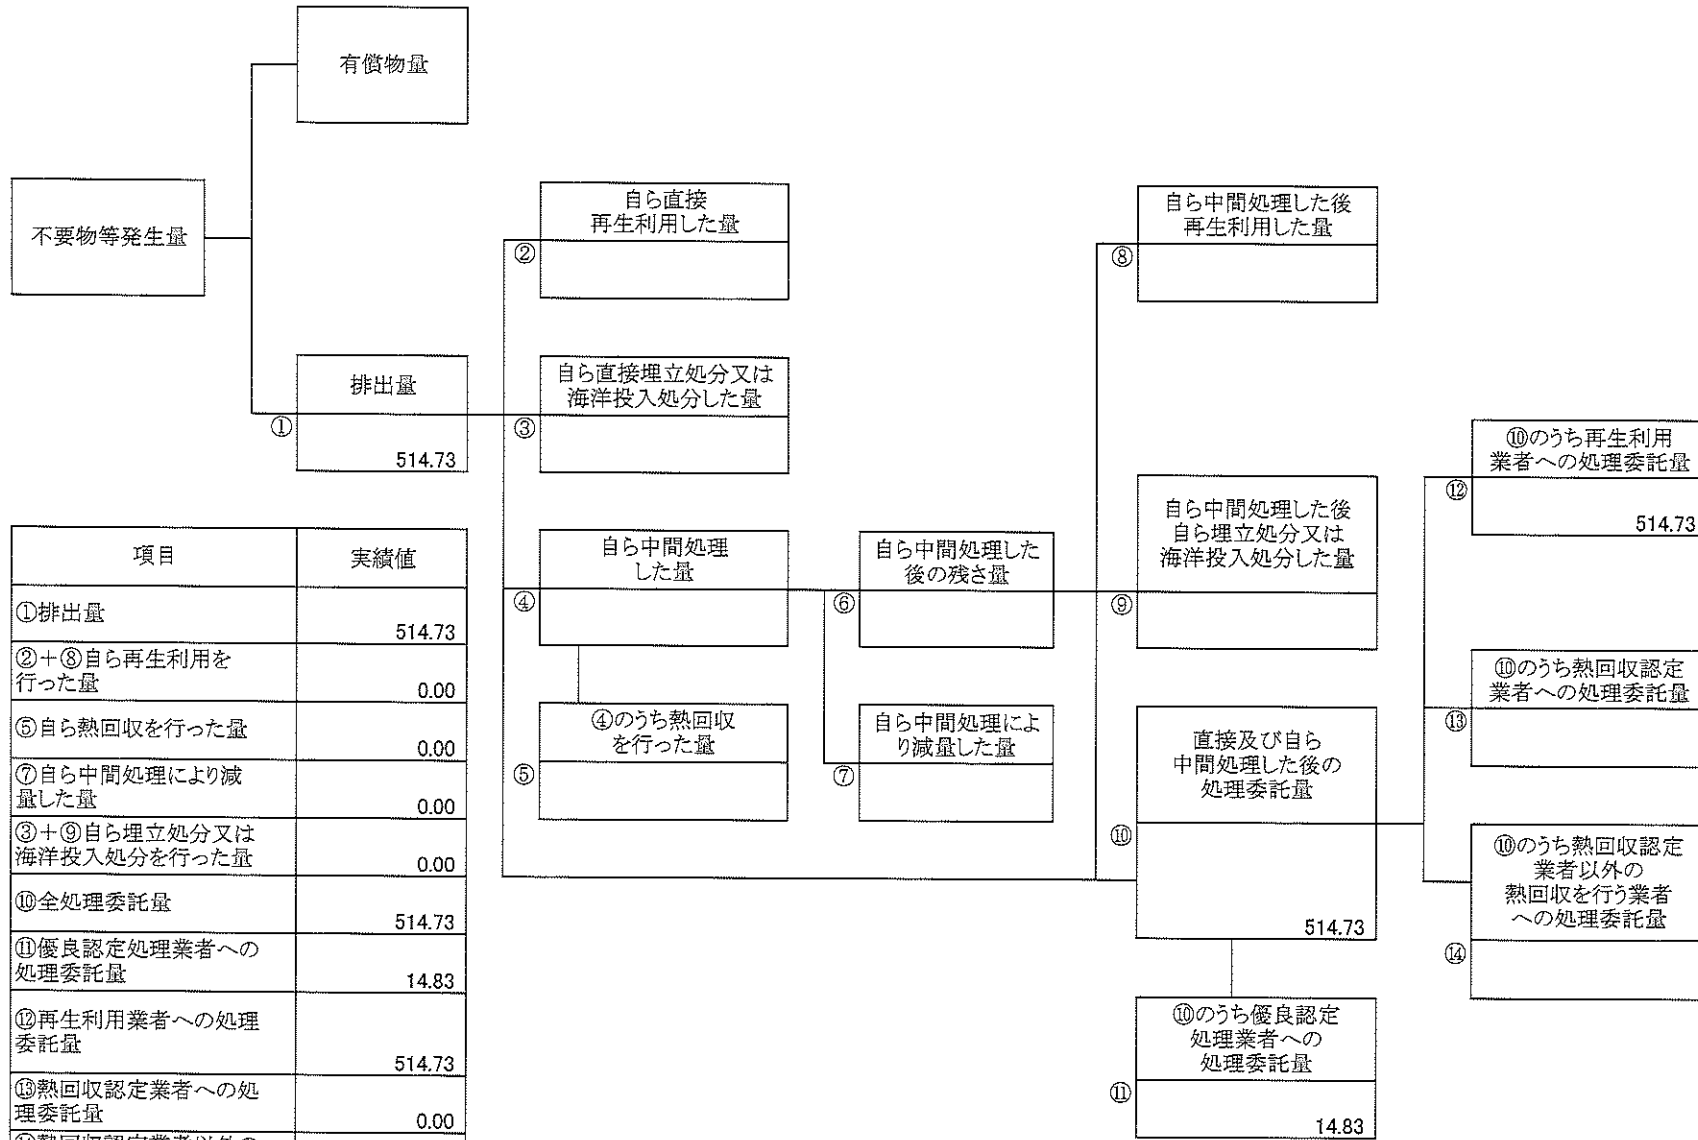 有償物量
不要物等発生量
排出量
①
514.73
自ら直接
再生利用した量
②
自ら直接埋立処分又は
海洋投入処分した量
③
自ら中間処理
した量
④
④のうち熱回収
を行った量
⑤
自ら中間処理した
後の残さ量
⑥
自ら中間処理によ
り減量した量
⑦
自ら中間処理した後
再生利用した量
⑧
自ら中間処理した後
自ら埋立処分又は
海洋投入処分した量
⑨
直接及び自ら
中間処理した後の
処理委託量
⑩
514.73
⑩のうち優良認定
処理業者への
処理委託量
⑪
14.83
⑩のうち再生利用
業者への処理委託量
⑫
514.73
⑩のうち熱回収認定
業者への処理委託量
⑬
⑩のうち熱回収認定
業者以外の
熱回収を行う業者
への処理委託量
⑭
項目 実績値
①排出量
514.73
②+⑧自ら再生利用を
行った量
0.00
⑤自ら熱回収を行った量
0.00
⑦自ら中間処理により減
量した量
0.00
③+⑨自ら埋立処分又は
海洋投入処分を行った量
0.00
⑩全処理委託量
514.73
⑪優良認定処理業者への
処理委託量
14.83
⑫再生利用業者への処理
委託量
514.73
⑬熱回収認定業者への処
理委託量
0.00
⑭熱回収認定業者以外の